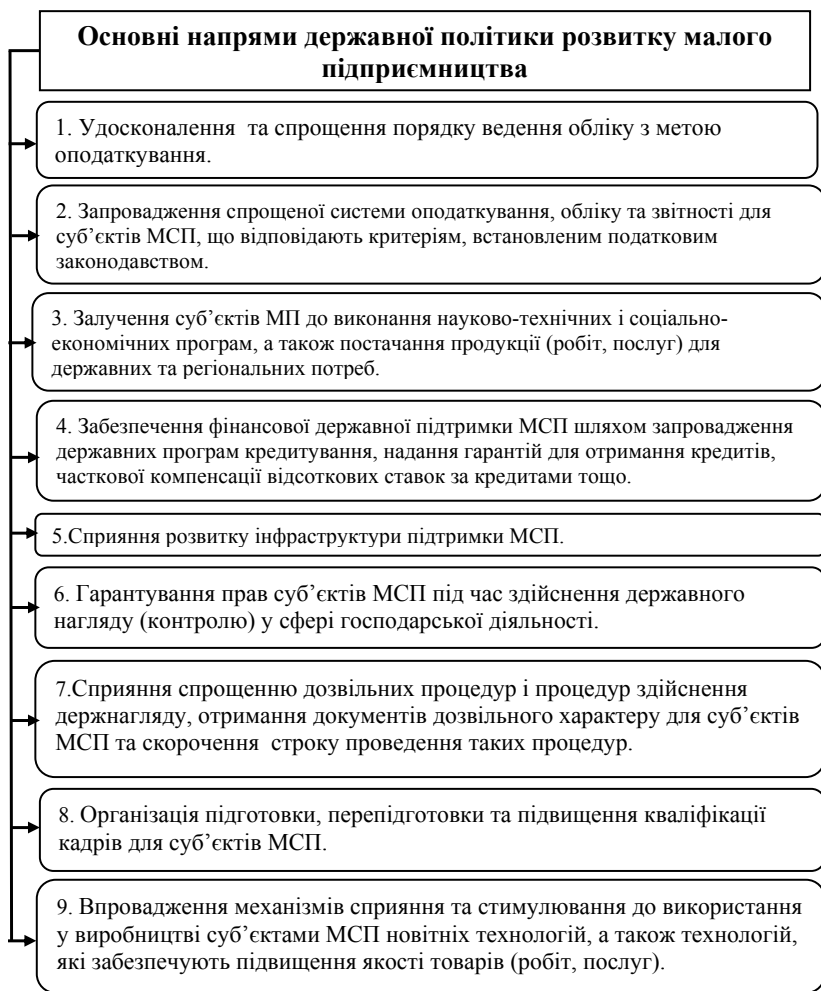 Основні напрями державної політики розвитку малого
підприємництва
1. Удосконалення та спрощення порядку ведення обліку з метою
оподаткування.
2. Запровадження спрощеної системи оподаткування, обліку та звітності для
суб’єктів МСП, що відповідають критеріям, встановленим податковим
законодавством.
3. Залучення суб’єктів МП до виконання науково-технічних і соціально-
економічних програм, а також постачання продукції (робіт, послуг) для
державних та регіональних потреб.
4. Забезпечення фінансової державної підтримки МСП шляхом запровадження
державних програм кредитування, надання гарантій для отримання кредитів,
часткової компенсації відсоткових ставок за кредитами тощо.
5.Сприяння розвитку інфраструктури підтримки МСП.
6. Гарантування прав суб’єктів МСП під час здійснення державного
нагляду (контролю) у сфері господарської діяльності.
7.Сприяння спрощенню дозвільних процедур і процедур здійснення
держнагляду, отримання документів дозвільного характеру для суб’єктів
МСП та скорочення строку проведення таких процедур.
8. Організація підготовки, перепідготовки та підвищення кваліфікації
кадрів для суб’єктів МСП.
9. Впровадження механізмів сприяння та стимулювання до використання
у виробництві суб’єктами МСП новітніх технологій, а також технологій,
які забезпечують підвищення якості товарів (робіт, послуг).